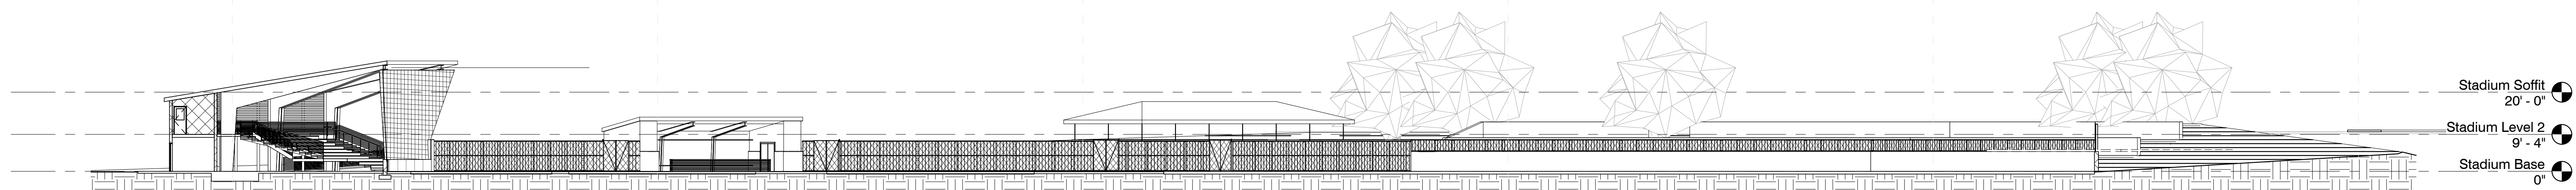 Stadium Soffit
20' - 0"
Stadium Level 2
9' - 4"
Stadium Base
0"